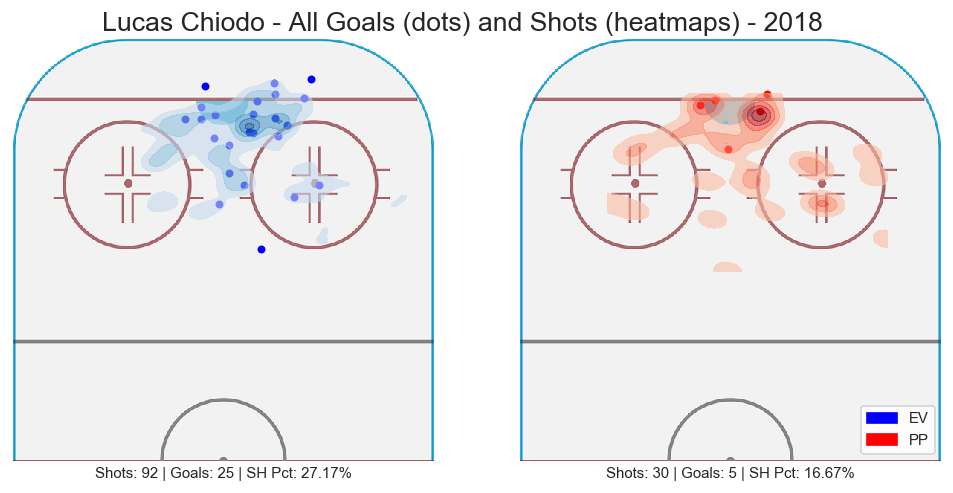 Lucas Chiodo - All Goals (dots) and Shots (heatmaps) - 2018
EV
PP
Shots: 92 | Goals: 25 | SH Pct: 27.17%
Shots: 30 | Goals: 5 | SH Pct: 16.67%